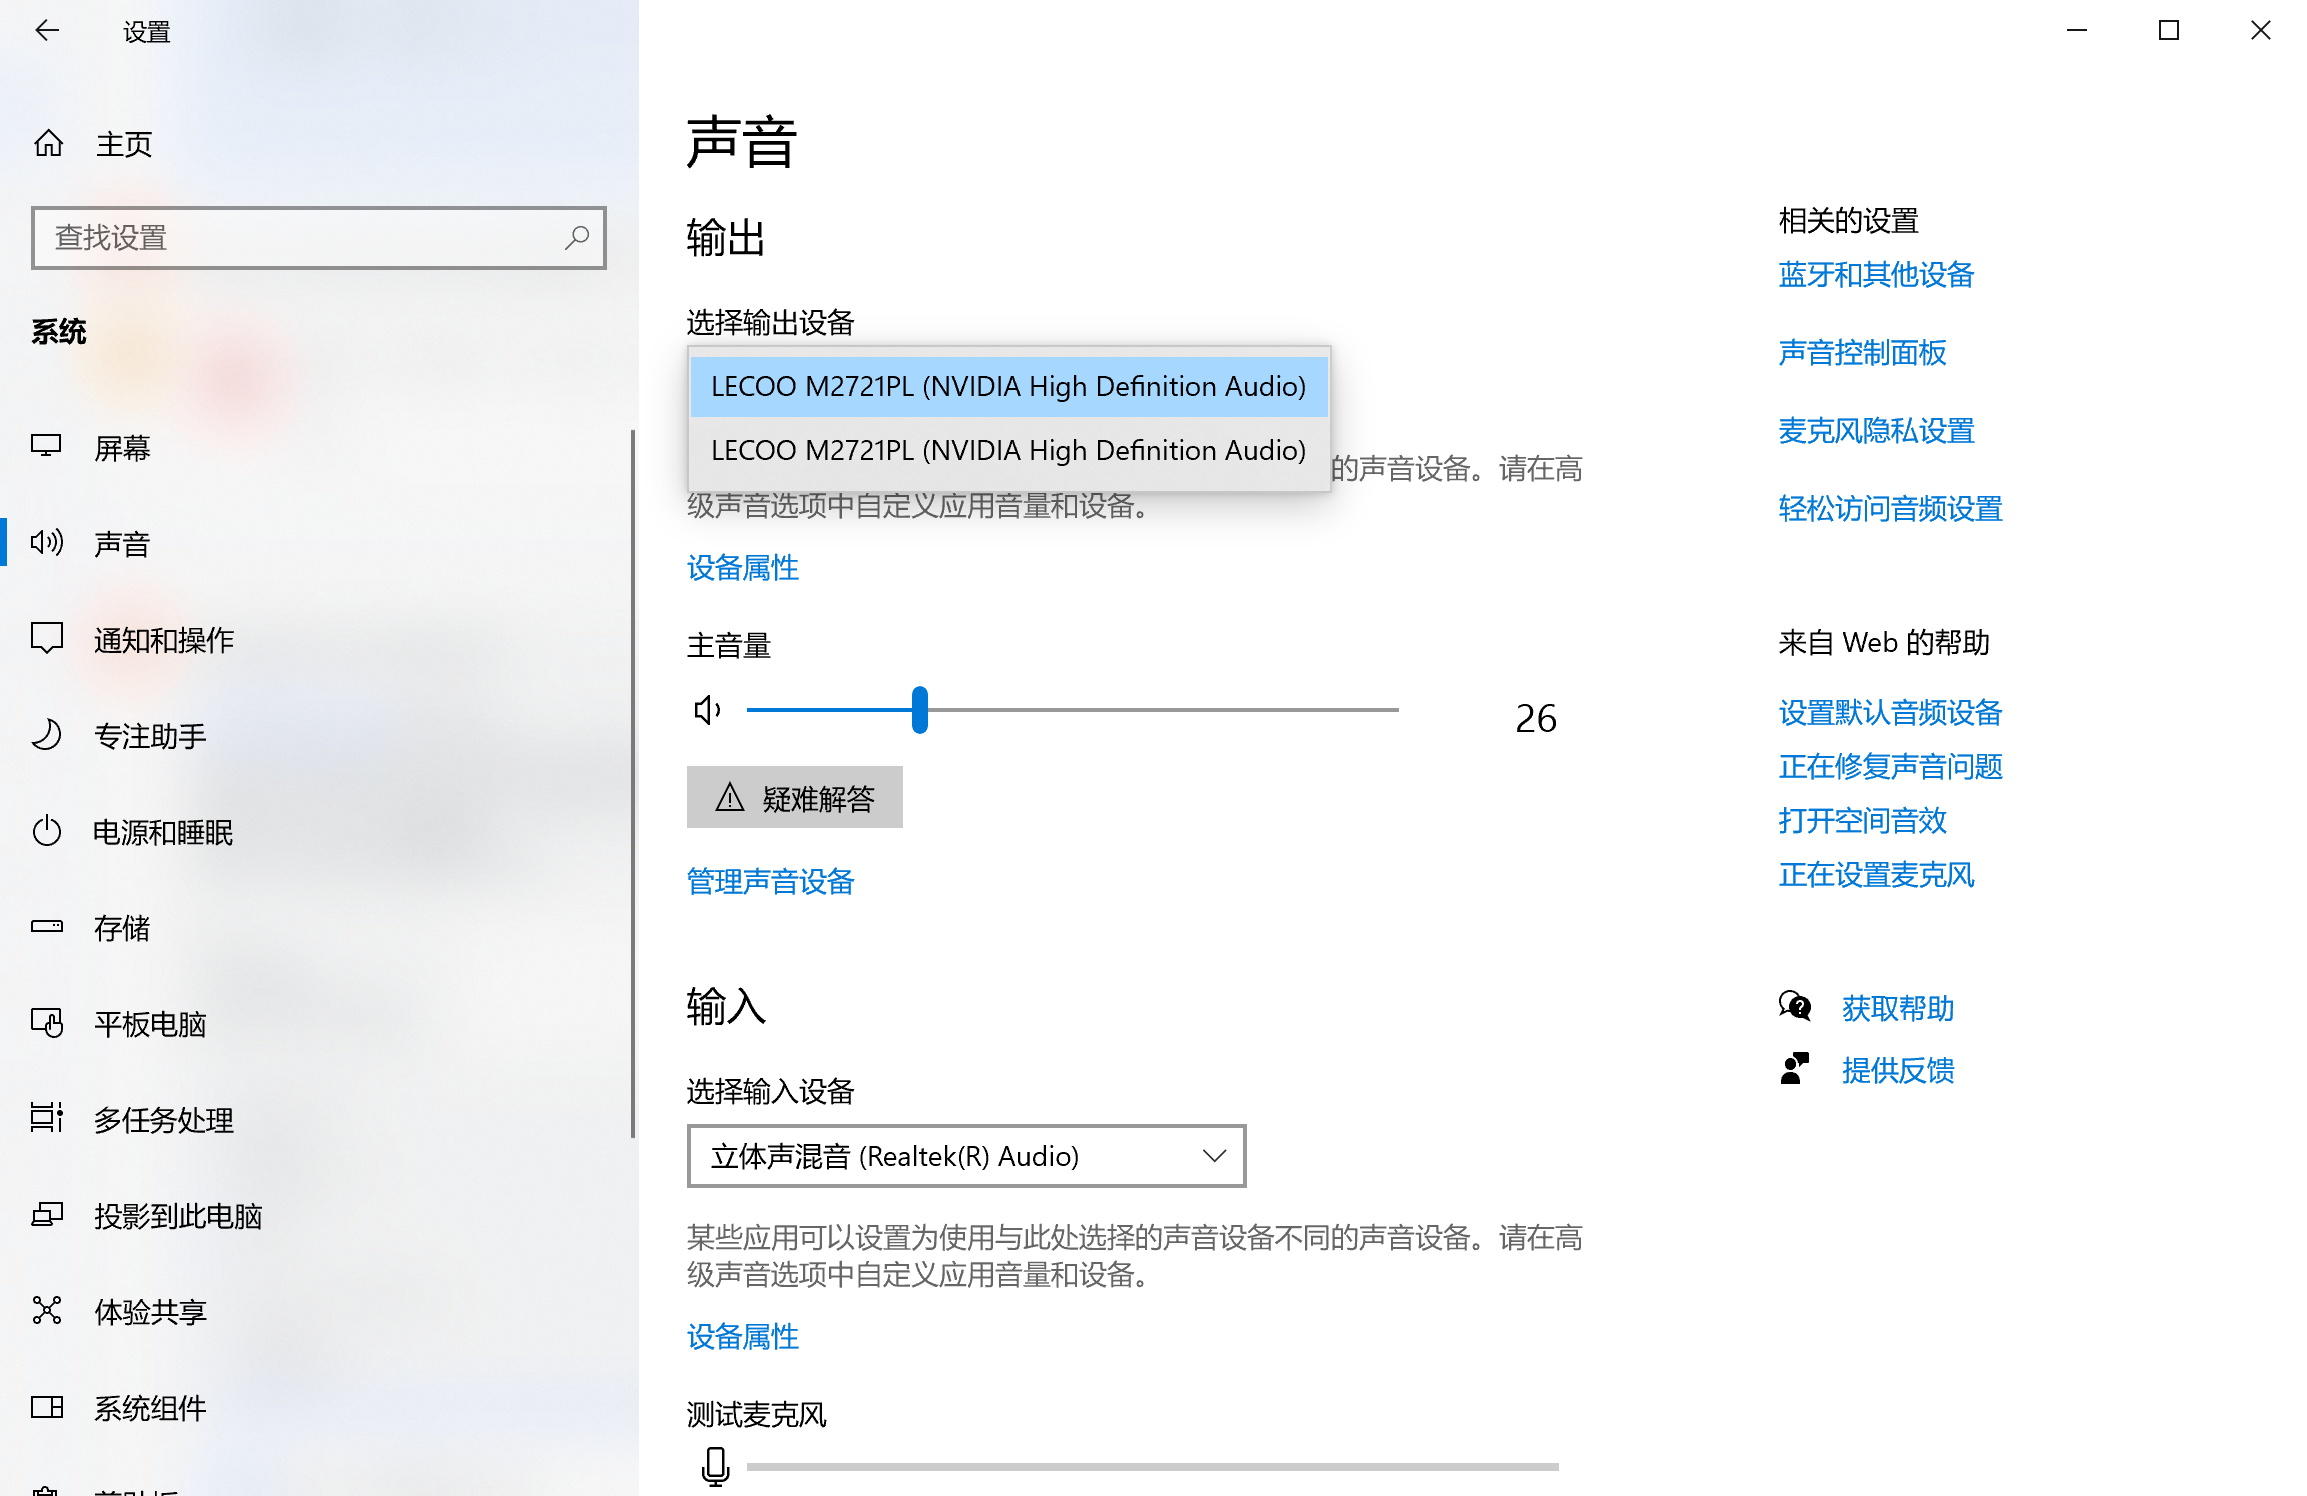 设置
主页
查找设置
系统
屏幕
声音
通知和操作
专注助手
电源和睡眠
存储
平板电脑
多任务处理
投影到此电脑
体验共享
系统组件
声音
输出
选择输出设备
LECOO M2721PL (NVIDIA High Definition Audio)
LECOO M2721PL (NVIDIA High Definition Audio)
的声音设备。请在高
级声音选项中自定义应用音量和设备。
设备属性
主音量
26
疑难解答
管理声音设备
输入
选择输入设备
立体声混音 (Realtek(R) Audio)
某些应用可以设置为使用与此处选择的声音设备不同的声音设备。请在高
级声音选项中自定义应用音量和设备。
设备属性
测试麦克风
相关的设置
蓝牙和其他设备
声音控制面板
麦克风隐私设置
轻松访问音频设置
来自 Web 的帮助
设置默认音频设备
正在修复声音问题
打开空间音效
正在设置麦克风
获取帮助
提供反馈